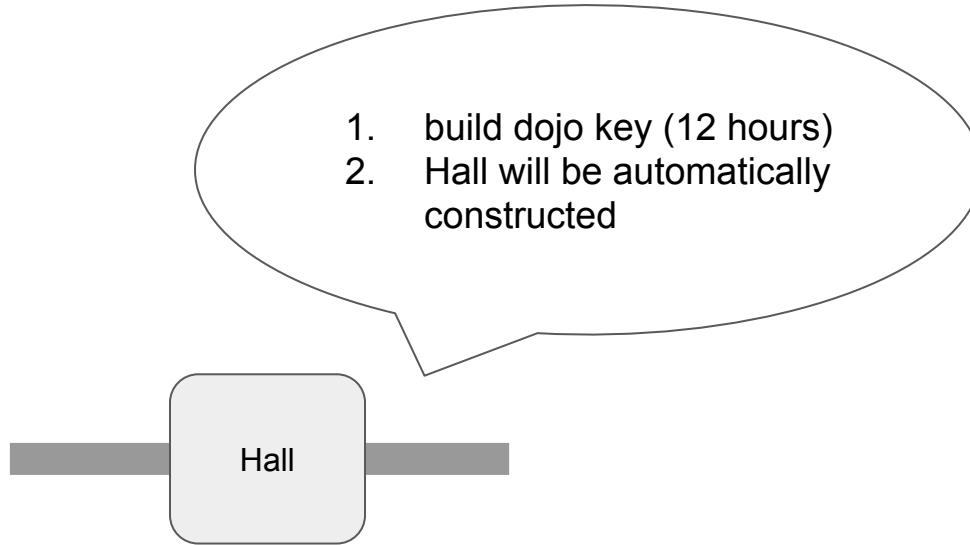 1. build dojo key (12 hours)
2. Hall will be automatically
constructed
Hall